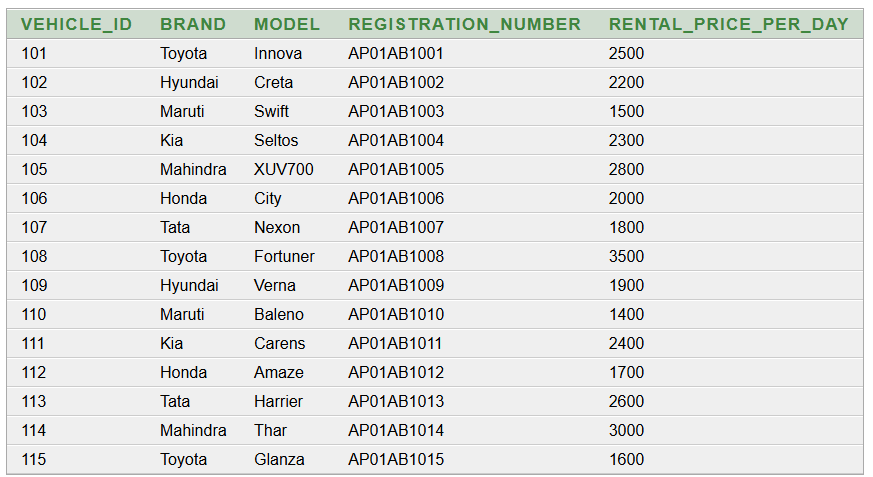 VEHICLE_ID BRAND MODEL REGISTRATION_NUMBER RENTAL_PRICE_PER_DAY
101 Toyota Innova AP01AB1001 2500
102 Hyundai Creta AP01AB1002 2200
103 Maruti Swift AP01AB1003 1500
104 Kia Seltos AP01AB1004 2300
105 Mahindra XUV700 AP01AB1005 2800
106 Honda City AP01AB1006 2000
107 Tata Nexon AP01AB1007 1800
108 Toyota Fortuner AP01AB1008 3500
109 Hyundai Verna AP01AB1009 1900
110 Maruti Baleno AP01AB1010 1400
111 Kia Carens AP01AB1011 2400
112 Honda Amaze AP01AB1012 1700
113 Tata Harrier AP01AB1013 2600
114 Mahindra Thar AP01AB1014 3000
115 Toyota Glanza AP01AB1015 1600